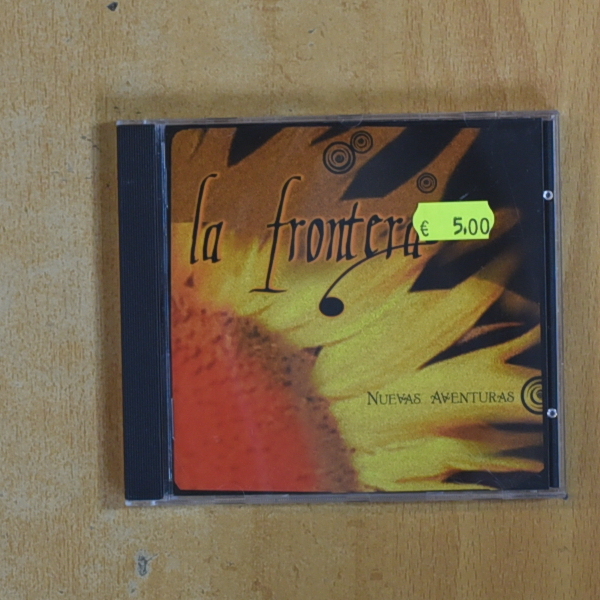 la frontera
€ 5,00
NUEVAS AVENTURAS